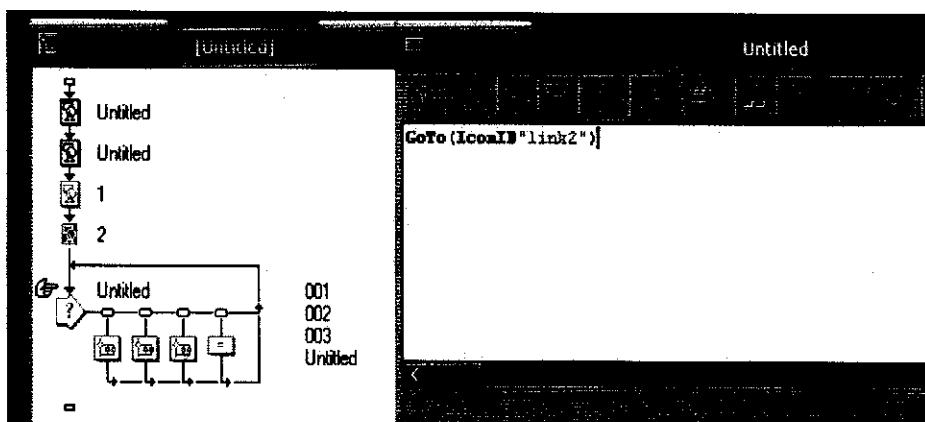 [Untitled]
Untitled
Untitled
1
2
Untitled
001
002
003
Untitled
?
=
Untitled
GoTo(IconID"link2")